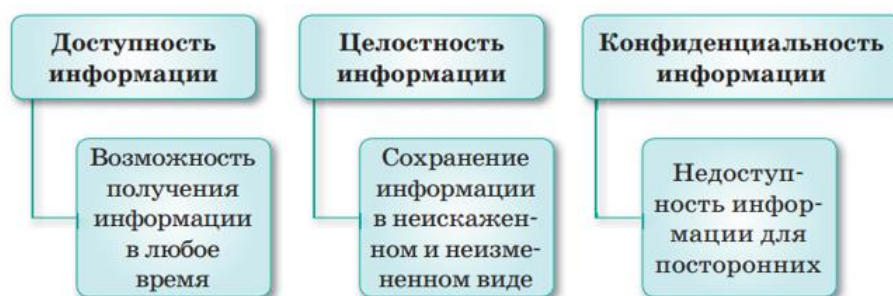 Доступность
информации
Возможность
получения
информации
в любое
время
Целостность
информации
Сохранение
информации
в неискажен-
ном и неизме-
ненном виде
Конфиденциальность
информации
Недоступ-
ность инфор-
мации для
посторонних